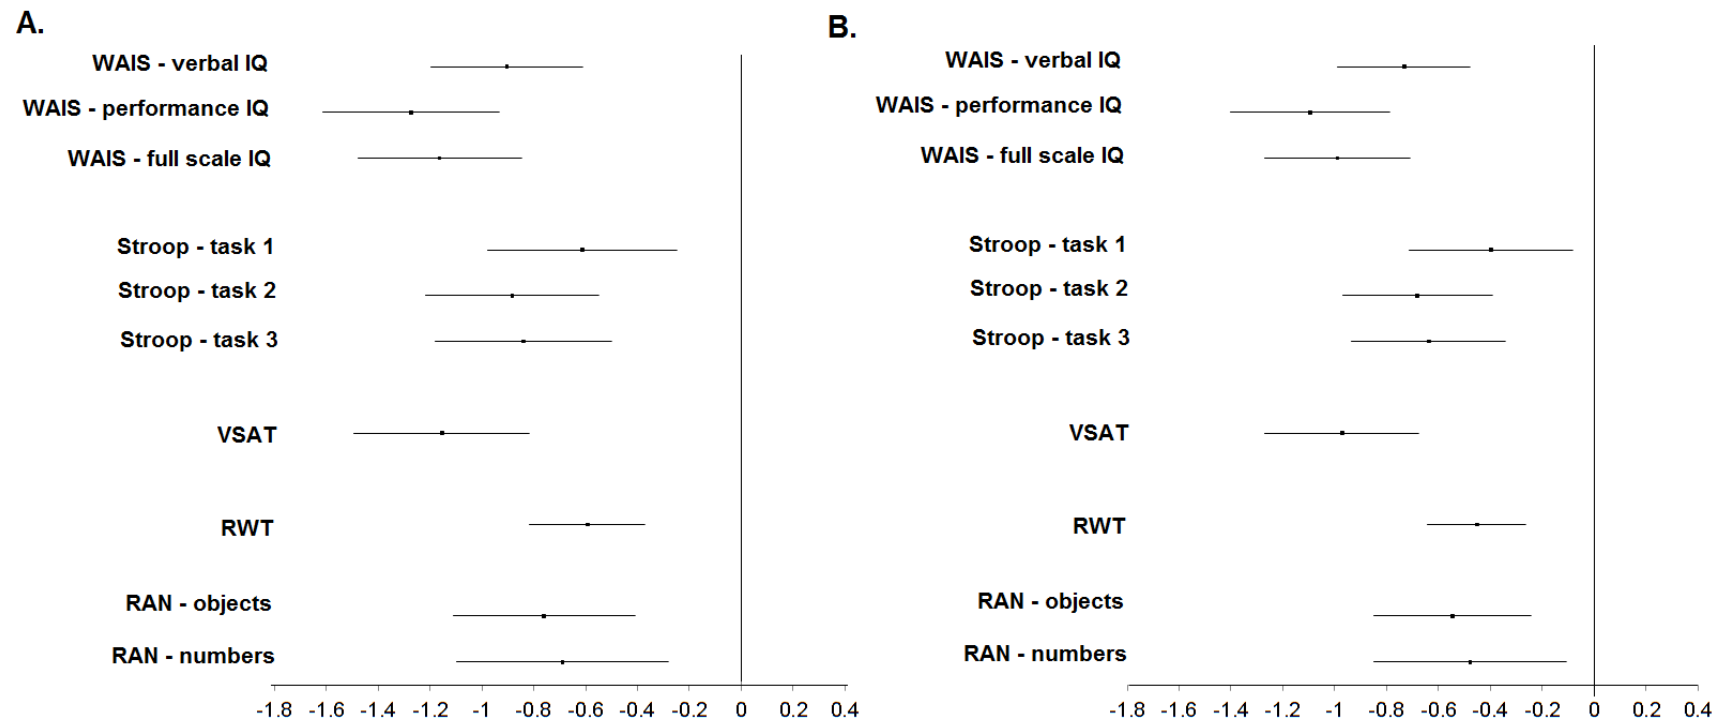 A.
WAIS - verbal IQ
WAIS - performance IQ
WAIS - full scale IQ
Stroop - task 1
Stroop - task 2
Stroop - task 3
VSAT
RWT
RAN - objects
RAN - numbers
-1.8 -1.6 -1.4 -1.2 -1 -0.8 -0.6 -0.4 -0.2 0 0.2 0.4
B.
WAIS - verbal IQ
WAIS - performance IQ
WAIS - full scale IQ
Stroop - task 1
Stroop - task 2
Stroop - task 3
VSAT
RWT
RAN - objects
RAN - numbers
-1.8 -1.6 -1.4 -1.2 -1 -0.8 -0.6 -0.4 -0.2 0 0.2 0.4